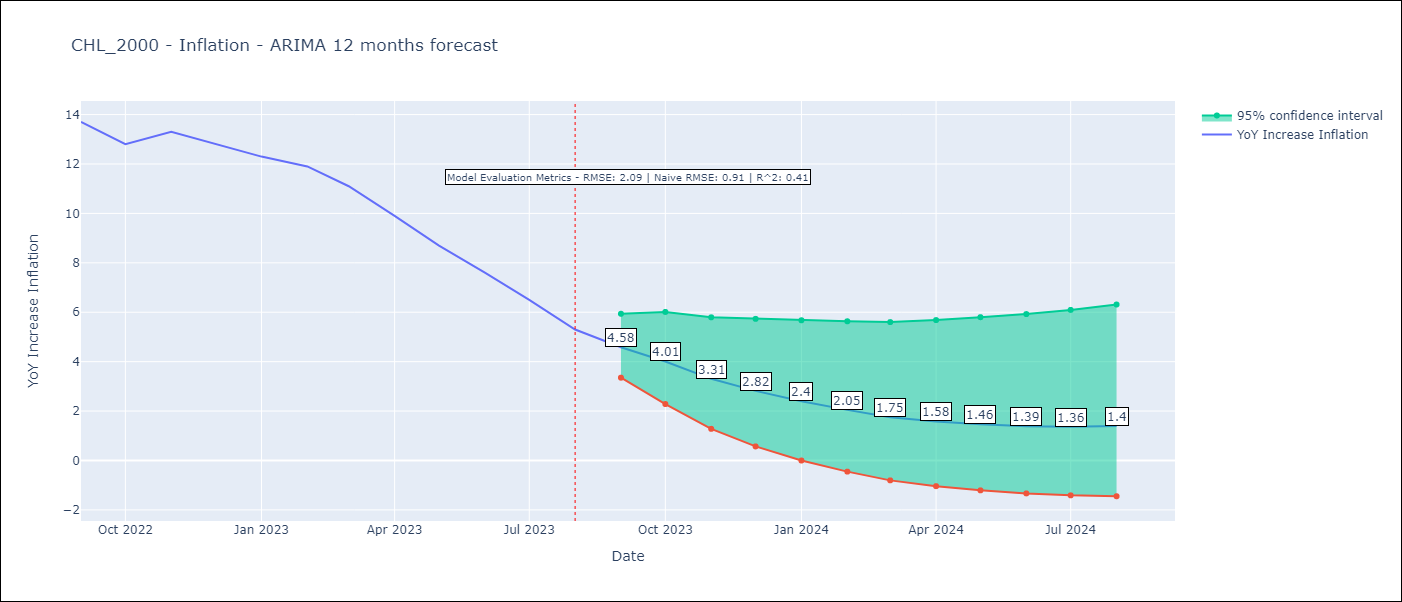 CHL_2000 - Inflation - ARIMA 12 months forecast
95% confidence interval
YoY Increase Inflation
Model Evaluation Metrics - RMSE: 2.09 | Naive RMSE: 0.91 | R^2: 0.41
YoY Increase Inflation
14
12
10
8
6
4
2
0
−2
4.58
4.01
3.31
2.82
2.4
2.05
1.75
1.58
1.46
1.39
1.36
1.4
Oct 2022
Jan 2023
Apr 2023
Jul 2023
Oct 2023
Jan 2024
Apr 2024
Jul 2024
Date